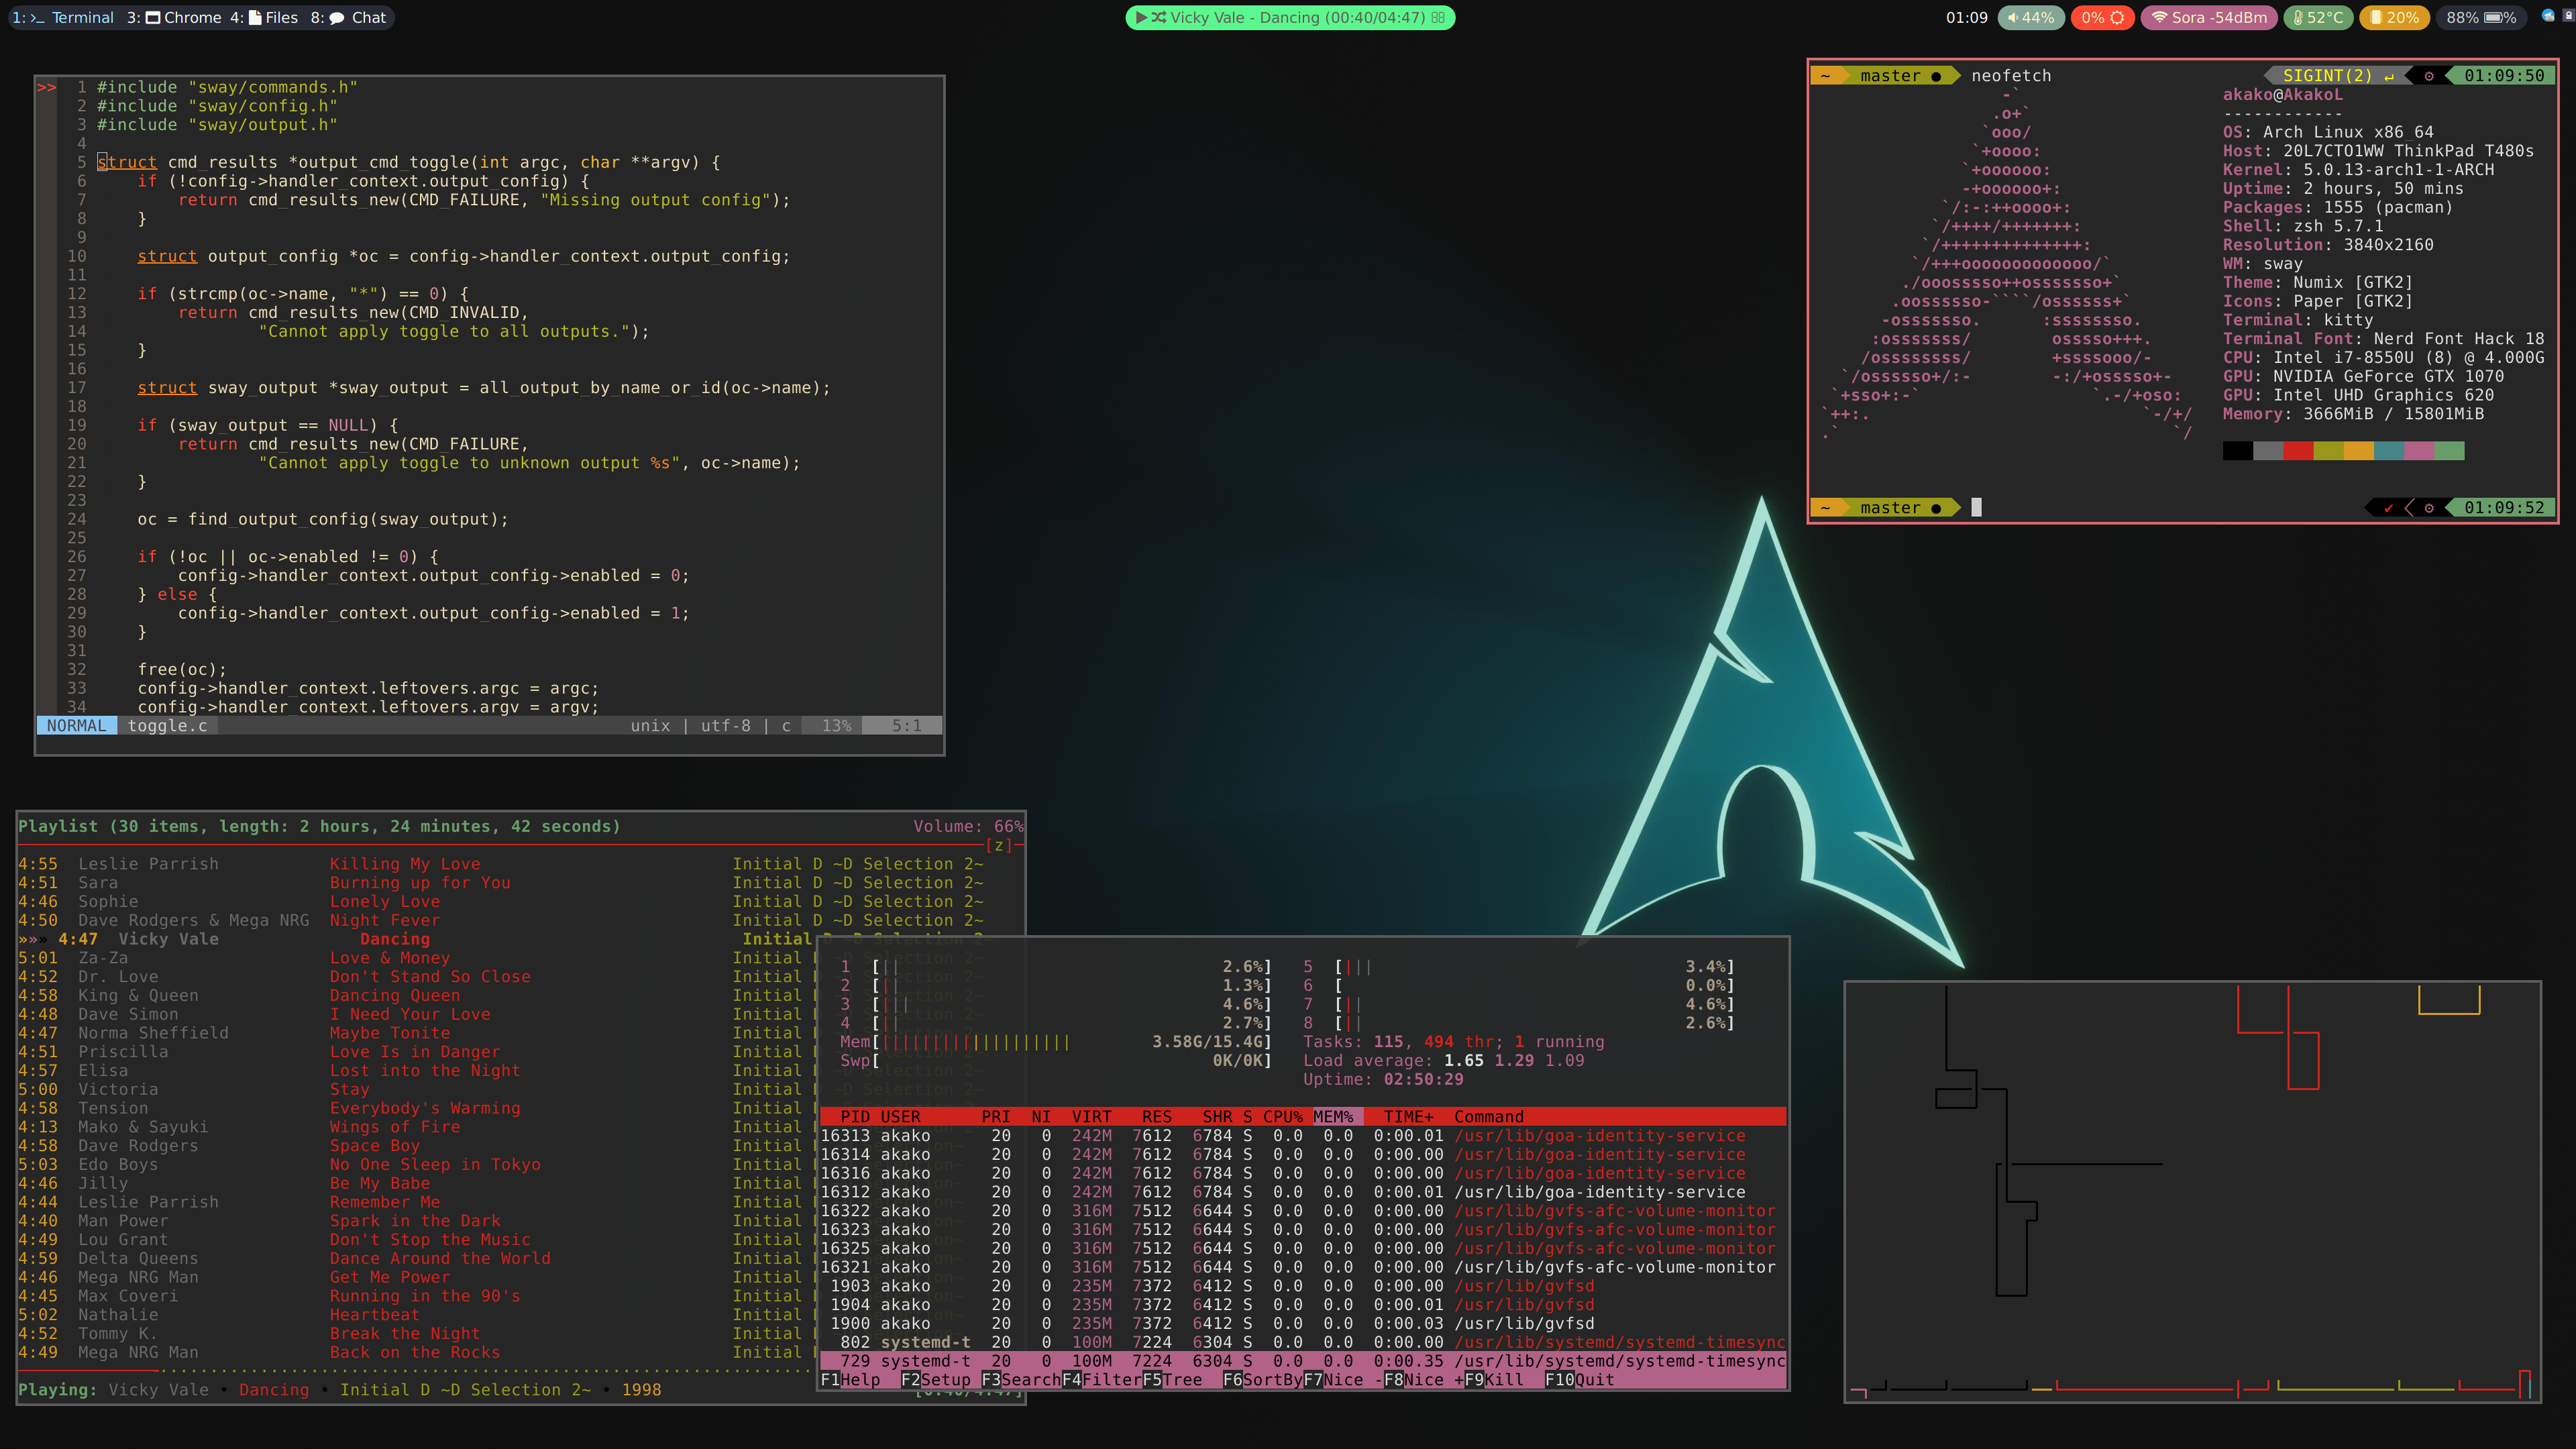 1: Terminal 3: Chrome 4: Files 8: Chat
Vicky Vale - Dancing (00:40/04:47)
01:09 44% 0% Sora -54dBm 52°C 20% 88% %
>> 1 #include "sway/commands.h"
2 #include "sway/config.h"
3 #include "sway/output.h"
4
5 struct cmd_results *output_cmd_toggle(int argc, char **argv) {
6 if (!config->handler_context.output_config) {
7 return cmd_results_new(CMD_FAILURE, "Missing output config");
8 }
9
10 struct output_config *oc = config->handler_context.output_config;
11
12 if (strcmp(oc->name, "*") == 0) {
13 return cmd_results_new(CMD_INVALID,
14 "Cannot apply toggle to all outputs.");
15 }
16
17 struct sway_output *sway_output = all_output_by_name_or_id(oc->name);
18
19 if (sway_output == NULL) {
20 return cmd_results_new(CMD_FAILURE,
21 "Cannot apply toggle to unknown output %s", oc->name);
22 }
23
24 oc = find_output_config(sway_output);
25
26 if (!oc || oc->enabled != 0) {
27 config->handler_context.output_config->enabled = 0;
28 } else {
29 config->handler_context.output_config->enabled = 1;
30 }
31
32 free(oc);
33 config->handler_context.leftovers.argc = argc;
34 config->handler_context.leftovers.argv = argv;
NORMAL toggle.c unix | utf-8 | c 13% 5:1
~ master ● neofetch SIGINT(2) ↵ ⚙ 01:09:50
-`
.o+`
`ooo/
`+oooo:
`+oooooo:
-+oooooo+:
`/:-:++oooo+:
`/++++/+++++++:
`/++++++++++++++:
`/+++ooooooooooooo/`
./ooosssso++osssssso+`
.oossssso-````/ossssss+`
-osssssso. :ssssssso.
:osssssss/ osssso+++.
/ossssssss/ +ssssooo/-
`/ossssso+/:- -:/+osssso+-
`+sso+:-` `.-/+oso:
`++:. `-/+/
.` `/
akako@AkakoL
------------
OS: Arch Linux x86_64
Host: 20L7CTO1WW ThinkPad T480s
Kernel: 5.0.13-arch1-1-ARCH
Uptime: 2 hours, 50 mins
Packages: 1555 (pacman)
Shell: zsh 5.7.1
Resolution: 3840x2160
WM: sway
Theme: Numix [GTK2]
Icons: Paper [GTK2]
Terminal: kitty
Terminal Font: Nerd Font Hack 18
CPU: Intel i7-8550U (8) @ 4.000G
GPU: NVIDIA GeForce GTX 1070
GPU: Intel UHD Graphics 620
Memory: 3666MiB / 15801MiB
~ master ● ✔ ⚙ 01:09:52
Playlist (30 items, length: 2 hours, 24 minutes, 42 seconds) Volume: 66%
[z]
4:55 Leslie Parrish Killing My Love Initial D ~D Selection 2~
4:51 Sara Burning up for You Initial D ~D Selection 2~
4:46 Sophie Lonely Love Initial D ~D Selection 2~
4:50 Dave Rodgers & Mega NRG Night Fever Initial D ~D Selection 2~
»»» 4:47 Vicky Vale Dancing Initial D ~D Selection 2~
5:01 Za-Za Love & Money Initial
4:52 Dr. Love Don't Stand So Close Initial
4:58 King & Queen Dancing Queen Initial
4:48 Dave Simon I Need Your Love Initial
4:47 Norma Sheffield Maybe Tonite Initial
4:51 Priscilla Love Is in Danger Initial
4:57 Elisa Lost into the Night Initial
5:00 Victoria Stay Initial
4:58 Tension Everybody's Warming Initial
4:13 Mako & Sayuki Wings of Fire Initial
4:58 Dave Rodgers Space Boy Initial
5:03 Edo Boys No One Sleep in Tokyo Initial
4:46 Jilly Be My Babe Initial
4:44 Leslie Parrish Remember Me Initial
4:40 Man Power Spark in the Dark Initial
4:49 Lou Grant Don't Stop the Music Initial
4:59 Delta Queens Dance Around the World Initial
4:46 Mega NRG Man Get Me Power Initial
4:45 Max Coveri Running in the 90's Initial
5:02 Nathalie Heartbeat Initial
4:52 Tommy K. Break the Night Initial
4:49 Mega NRG Man Back on the Rocks Initial
Playing: Vicky Vale • Dancing • Initial D ~D Selection 2~ • 1998 [0:40/4:47]
1 [|| 2.6%] 5 [||| 3.4%]
2 [| 1.3%] 6 [ 0.0%]
3 [||| 4.6%] 7 [|| 4.6%]
4 [|| 2.7%] 8 [|| 2.6%]
Mem[||||||||||||||||||| 3.58G/15.4G] Tasks: 115, 494 thr; 1 running
Swp[ 0K/0K] Load average: 1.65 1.29 1.09
Uptime: 02:50:29
PID USER PRI NI VIRT RES SHR S CPU% MEM% TIME+ Command
16313 akako 20 0 242M 7612 6784 S 0.0 0.0 0:00.01 /usr/lib/goa-identity-service
16314 akako 20 0 242M 7612 6784 S 0.0 0.0 0:00.00 /usr/lib/goa-identity-service
16316 akako 20 0 242M 7612 6784 S 0.0 0.0 0:00.00 /usr/lib/goa-identity-service
16312 akako 20 0 242M 7612 6784 S 0.0 0.0 0:00.01 /usr/lib/goa-identity-service
16322 akako 20 0 316M 7512 6644 S 0.0 0.0 0:00.00 /usr/lib/gvfs-afc-volume-monitor
16323 akako 20 0 316M 7512 6644 S 0.0 0.0 0:00.00 /usr/lib/gvfs-afc-volume-monitor
16325 akako 20 0 316M 7512 6644 S 0.0 0.0 0:00.00 /usr/lib/gvfs-afc-volume-monitor
16321 akako 20 0 316M 7512 6644 S 0.0 0.0 0:00.00 /usr/lib/gvfs-afc-volume-monitor
1903 akako 20 0 235M 7372 6412 S 0.0 0.0 0:00.00 /usr/lib/gvfsd
1904 akako 20 0 235M 7372 6412 S 0.0 0.0 0:00.01 /usr/lib/gvfsd
1900 akako 20 0 235M 7372 6412 S 0.0 0.0 0:00.03 /usr/lib/gvfsd
802 systemd-t 20 0 100M 7224 6304 S 0.0 0.0 0:00.00 /usr/lib/systemd/systemd-timesync
729 systemd-t 20 0 100M 7224 6304 S 0.0 0.0 0:00.35 /usr/lib/systemd/systemd-timesync
F1Help F2Setup F3SearchF4FilterF5Tree F6SortByF7Nice -F8Nice +F9Kill F10Quit